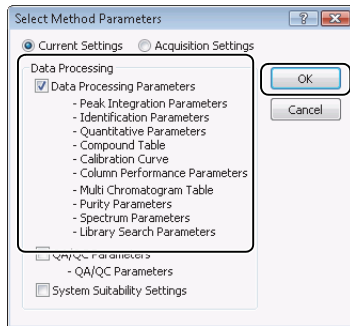 Select Method Parameters
Current Settings Acquisition Settings
Data Processing
Data Processing Parameters
- Peak Integration Parameters
- Identification Parameters
- Quantitative Parameters
- Compound Table
- Calibration Curve
- Column Performance Parameters
- Multi Chromatogram Table
- Purity Parameters
- Spectrum Parameters
- Library Search Parameters
OK
Cancel
QA/QC Parameters
- QA/QC Parameters
System Suitability Settings